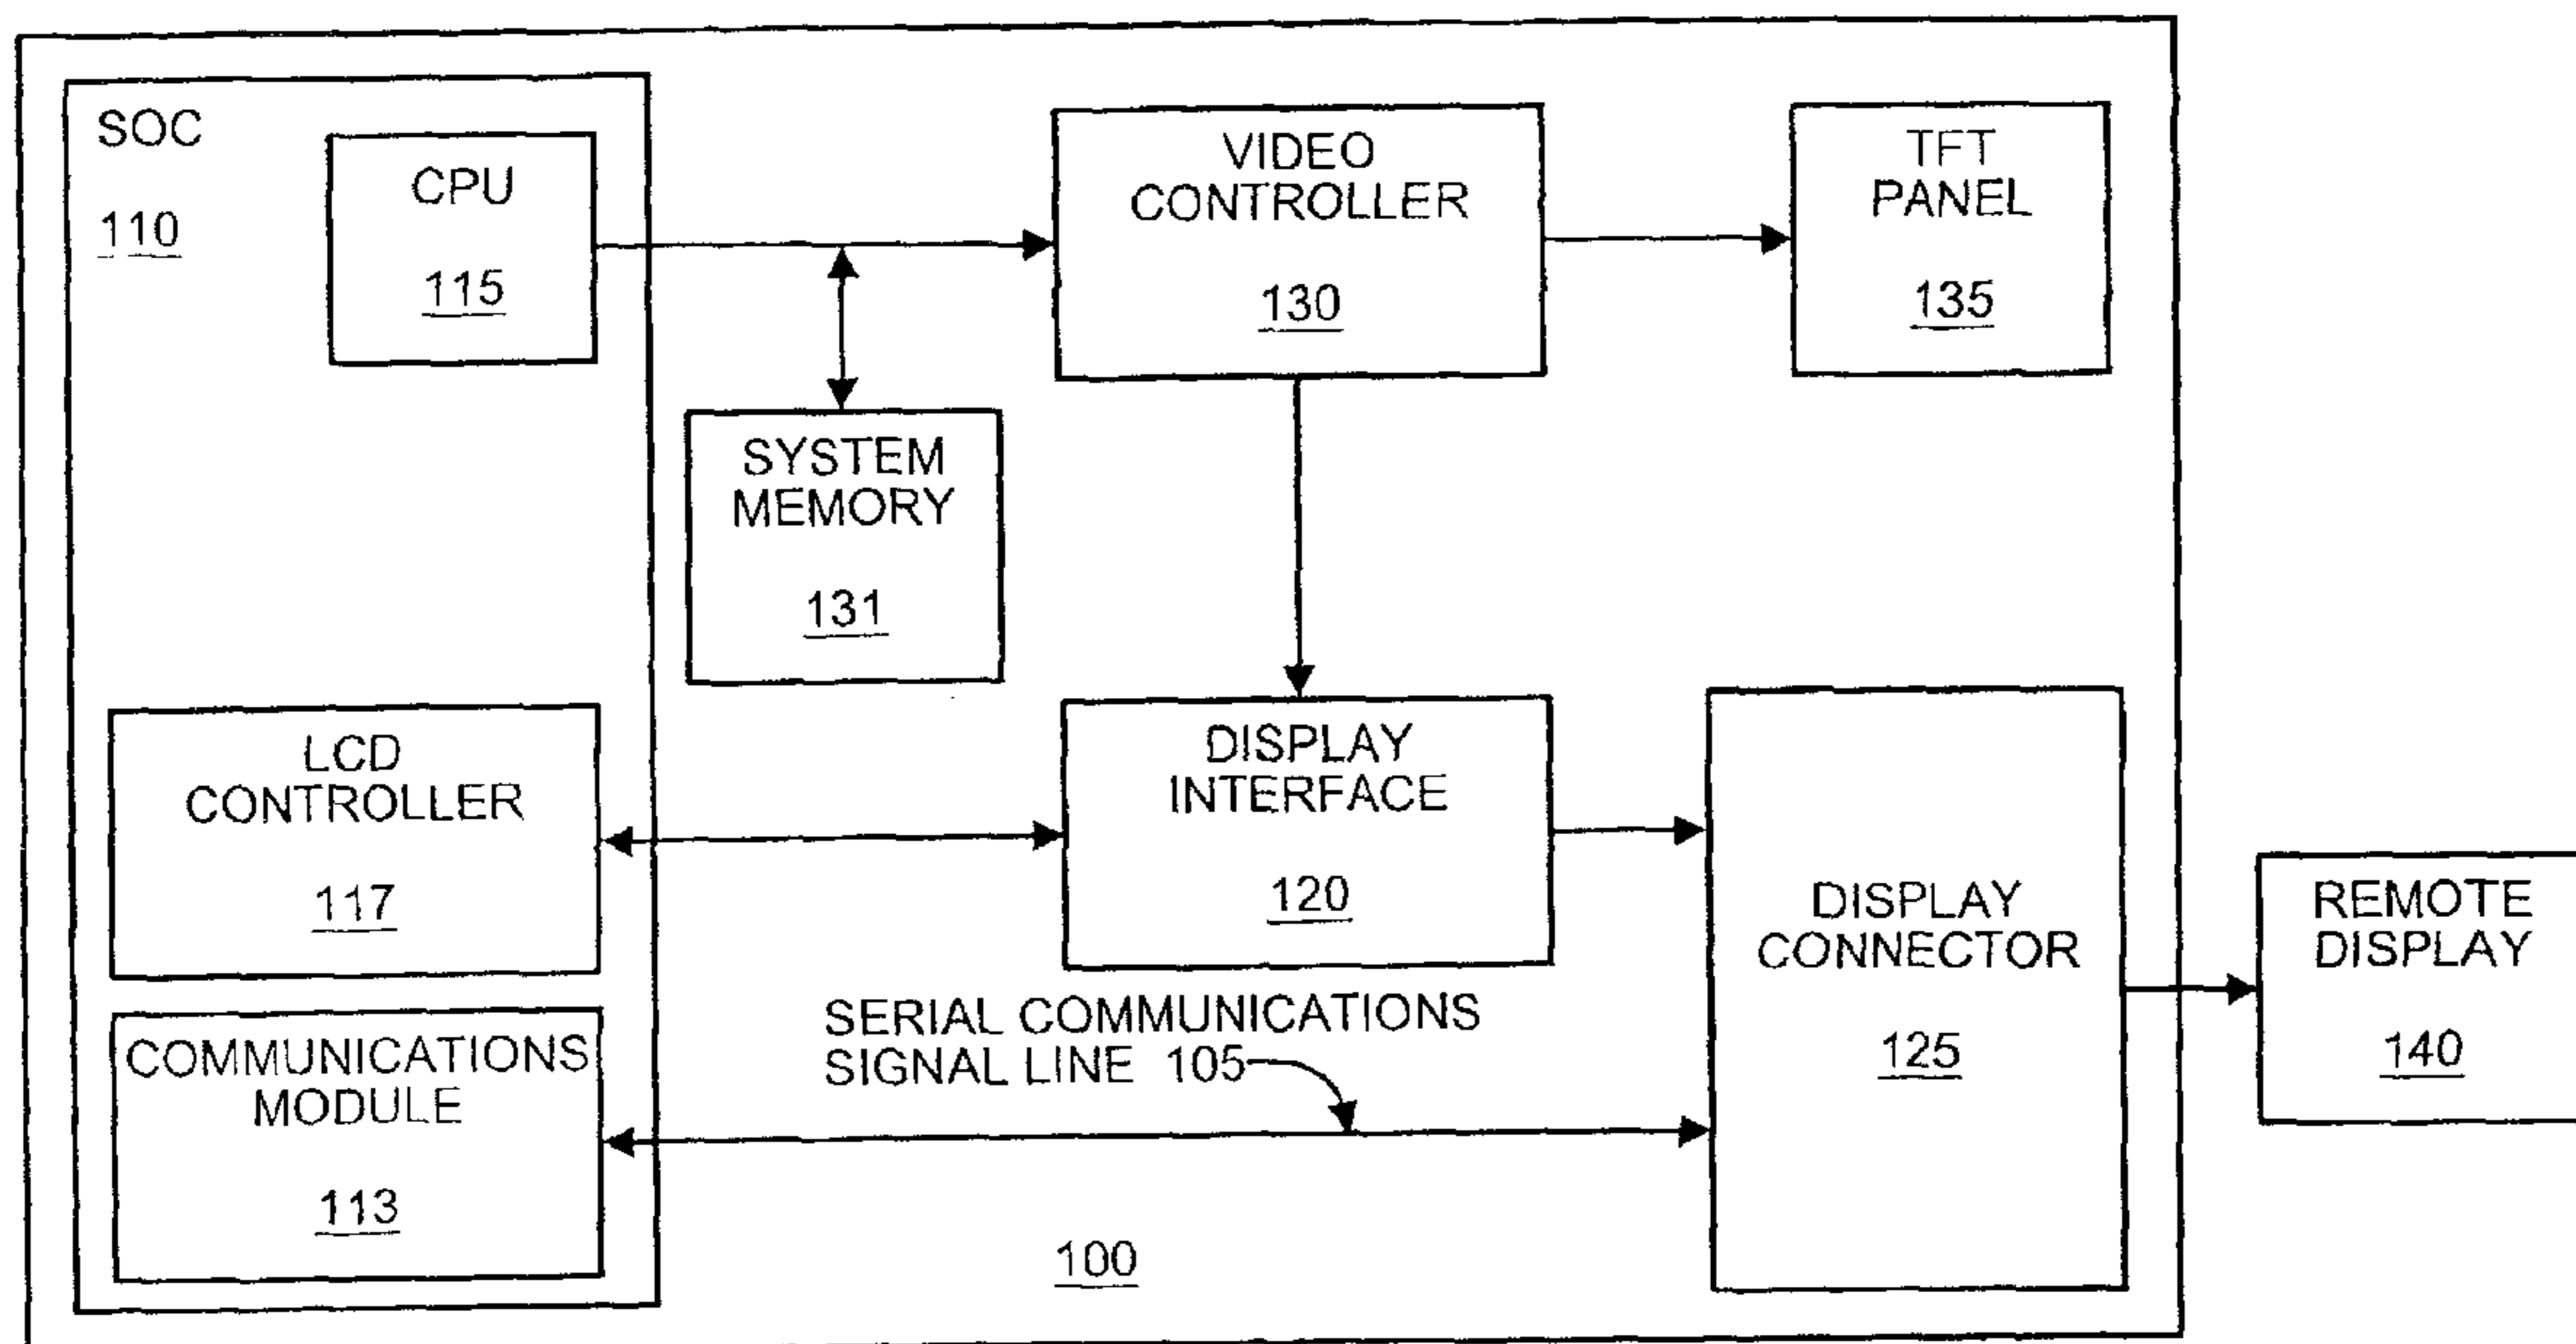 SOC
110
CPU
115
VIDEO
CONTROLLER
130
TFT
PANEL
135
SYSTEM
MEMORY
131
LCD
CONTROLLER
117
DISPLAY
INTERFACE
120
DISPLAY
CONNECTOR
125
REMOTE
DISPLAY
140
SERIAL COMMUNICATIONS
SIGNAL LINE 105
COMMUNICATIONS
MODULE
113
100